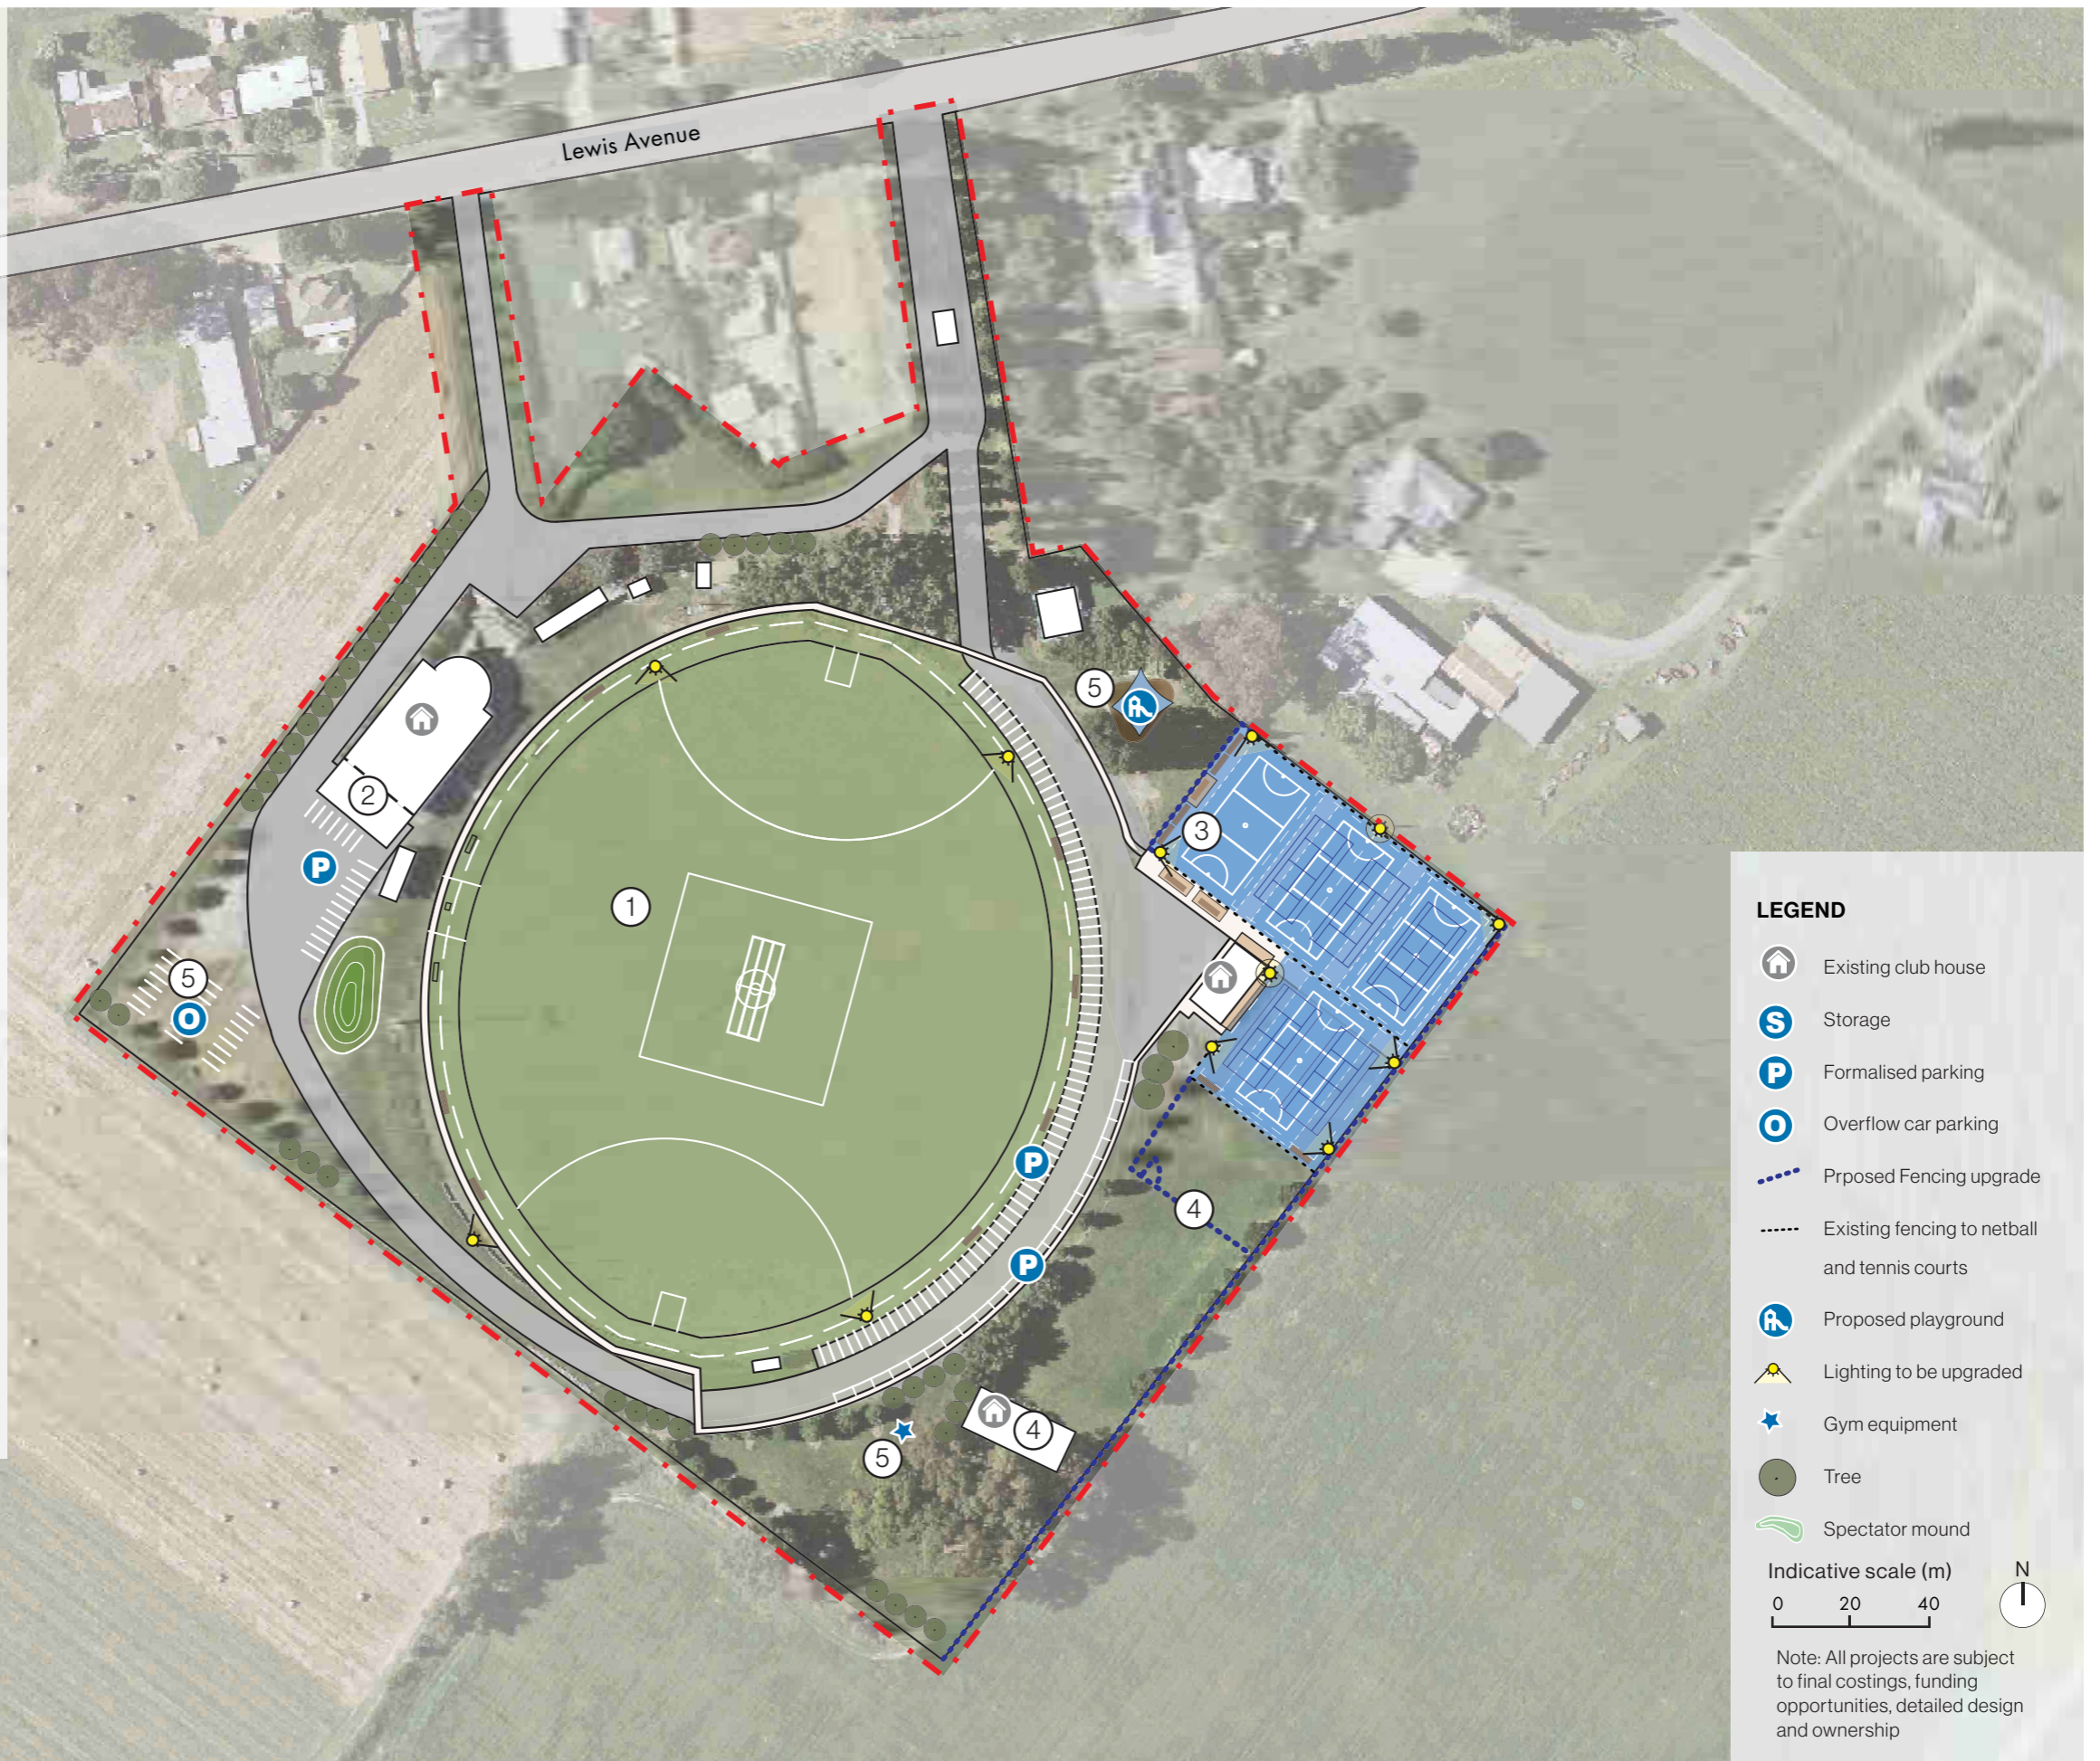 Lewis Avenue
5
3
2
P
1
5
O
P
4
P
4
5
LEGEND
Existing club house
S Storage
P Formalised parking
O Overflow car parking
Prposed Fencing upgrade
Existing fencing to netball
and tennis courts
Proposed playground
Lighting to be upgraded
Gym equipment
Tree
Spectator mound
Indicative scale (m)
N
0 20 40
Note: All projects are subject
to final costings, funding
opportunities, detailed design
and ownership